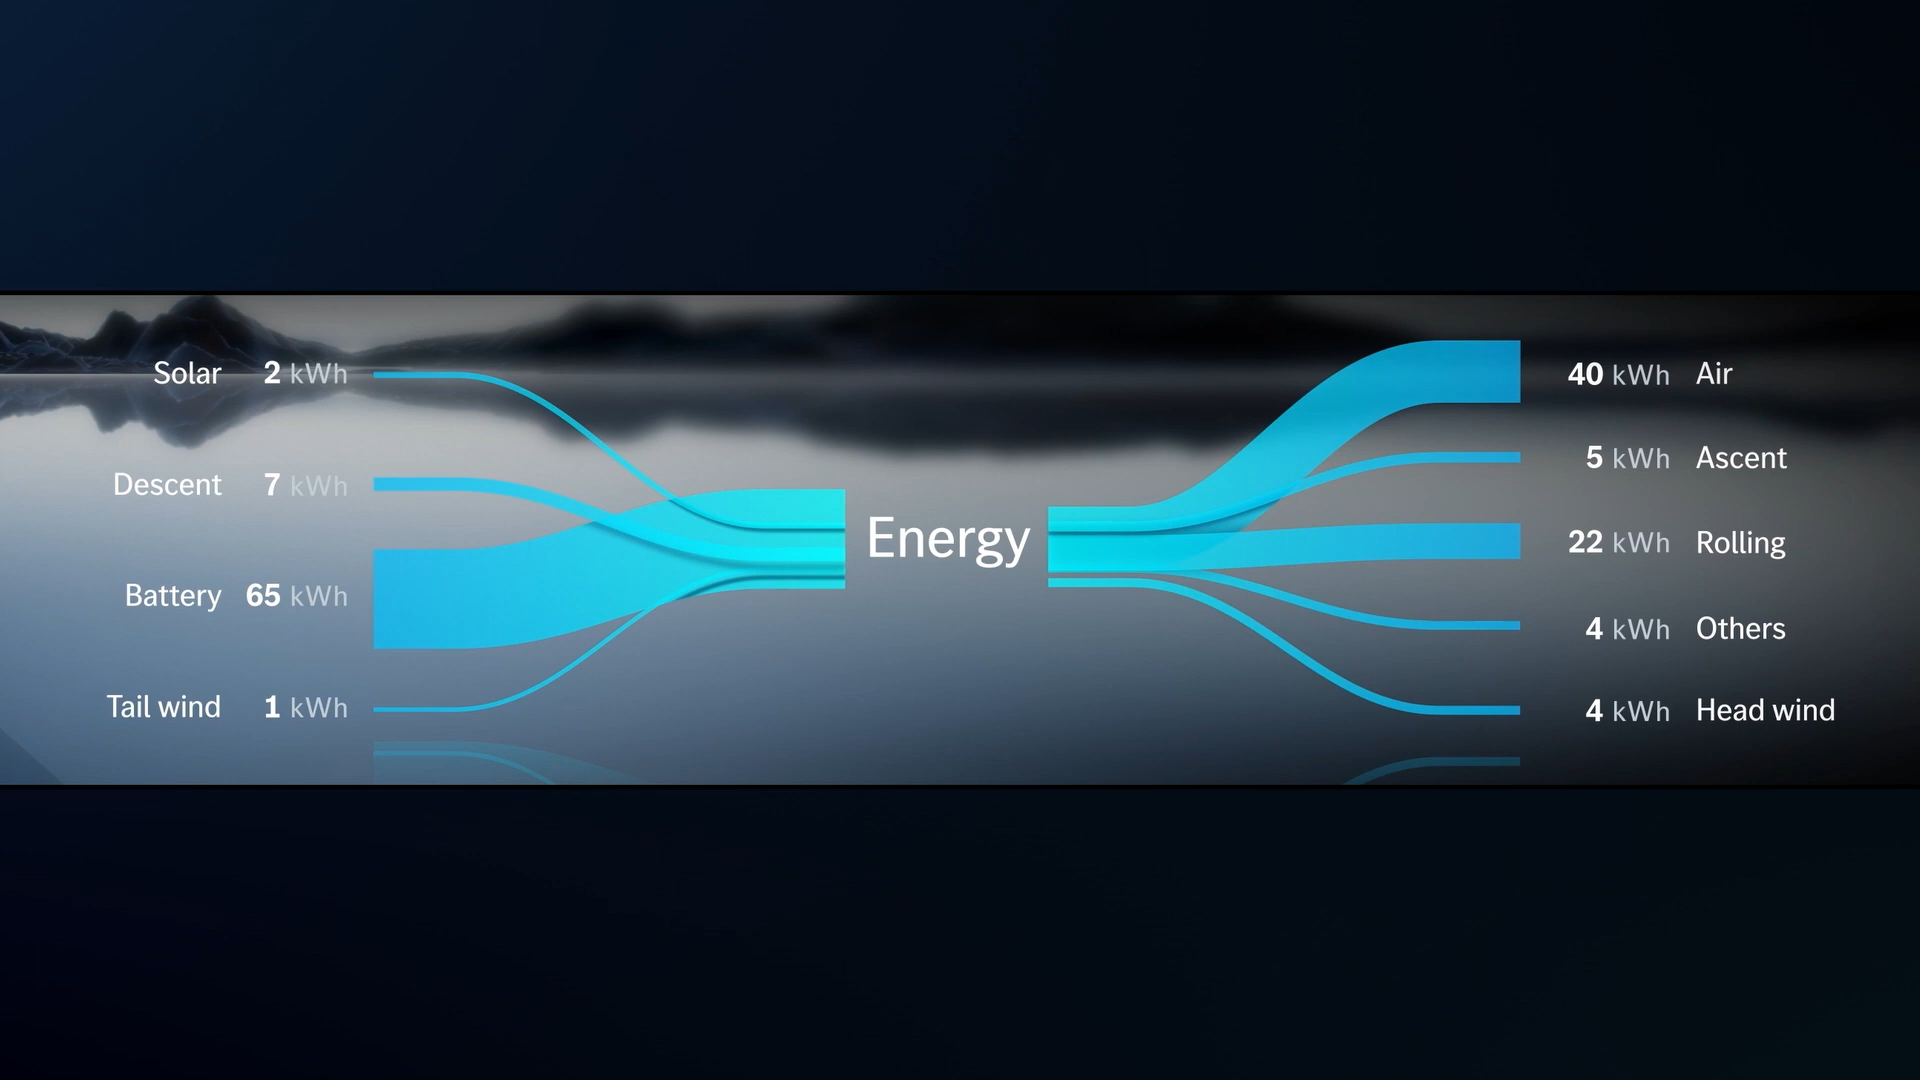 Solar 2 kWh
Descent 7 kWh
Battery 65 kWh
Tail wind 1 kWh
Energy
40 kWh Air
5 kWh Ascent
22 kWh Rolling
4 kWh Others
4 kWh Head wind